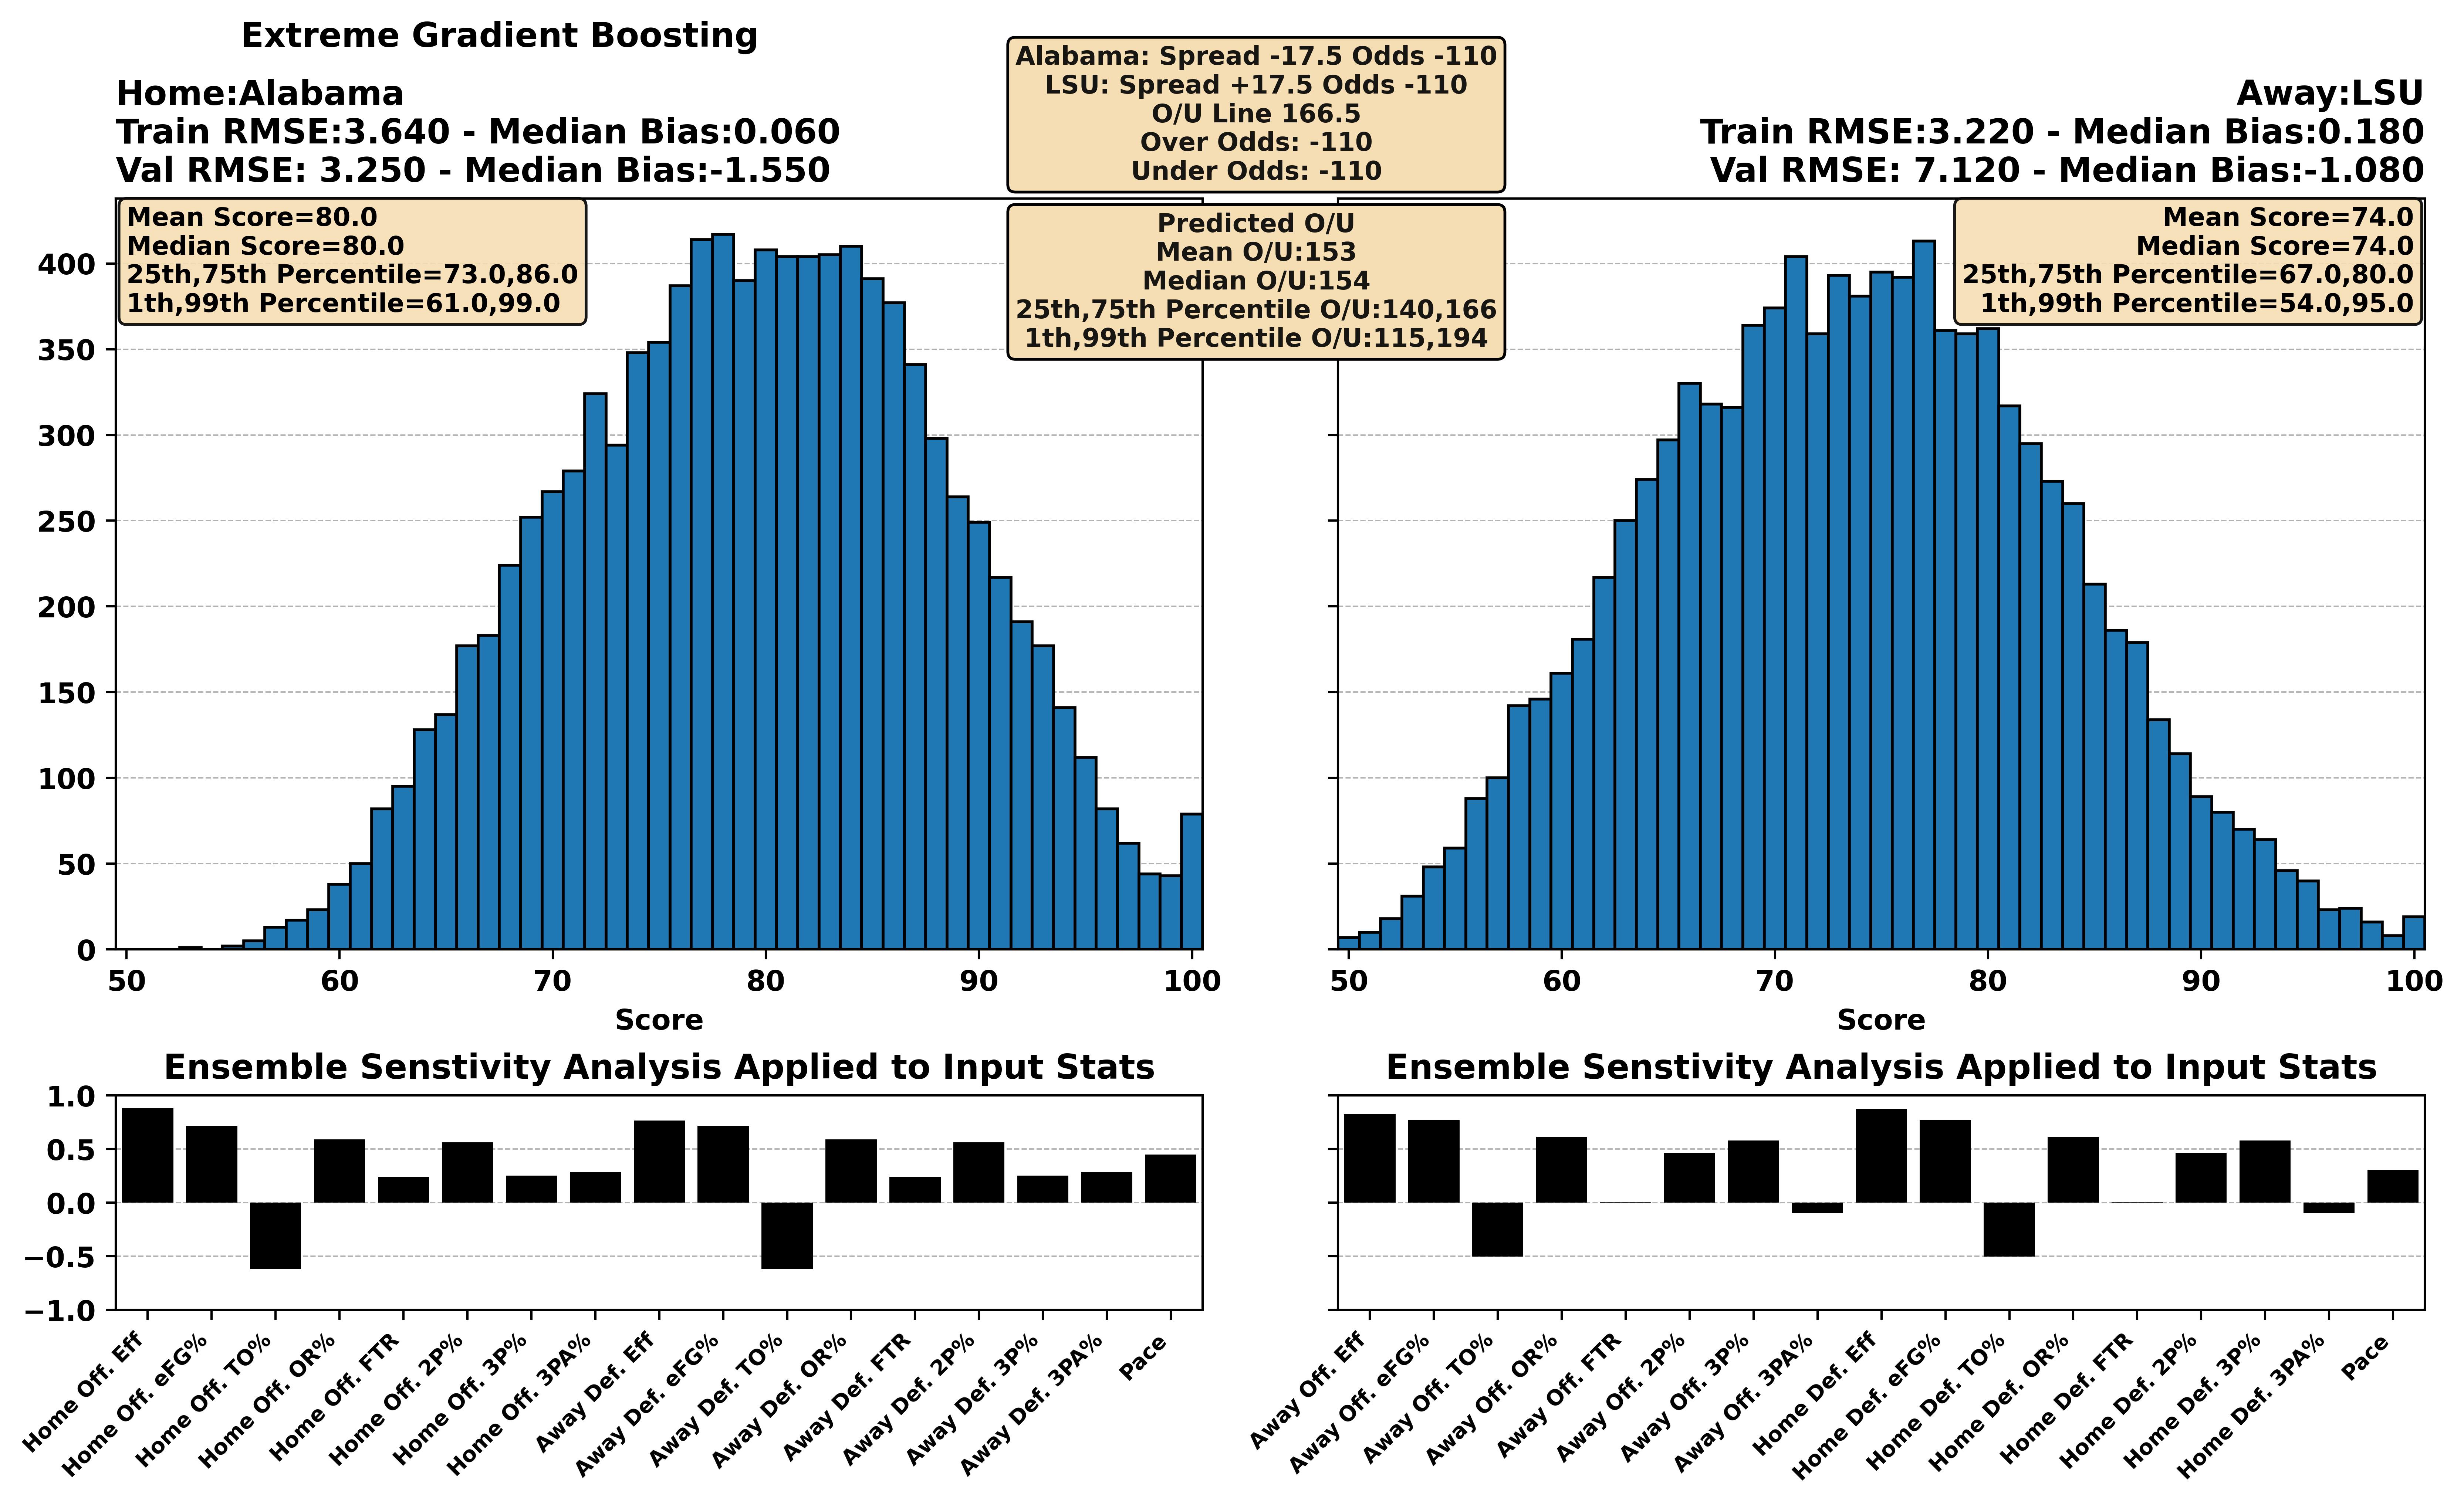 Extreme Gradient Boosting
Home:Alabama
Train RMSE:3.640 - Median Bias:0.060
Val RMSE: 3.250 - Median Bias:-1.550
Alabama: Spread -17.5 Odds -110
LSU: Spread +17.5 Odds -110
O/U Line 166.5
Over Odds: -110
Under Odds: -110
Away:LSU
Train RMSE:3.220 - Median Bias:0.180
Val RMSE: 7.120 - Median Bias:-1.080
Mean Score=80.0
Median Score=80.0
25th,75th Percentile=73.0,86.0
1th,99th Percentile=61.0,99.0
Predicted O/U
Mean O/U:153
Median O/U:154
25th,75th Percentile O/U:140,166
1th,99th Percentile O/U:115,194
Mean Score=74.0
Median Score=74.0
25th,75th Percentile=67.0,80.0
1th,99th Percentile=54.0,95.0
400
350
300
250
200
150
100
50
0
50 60 70 80 90 100
Score
50 60 70 80 90 100
Score
Ensemble Senstivity Analysis Applied to Input Stats
1.0
0.5
0.0
−0.5
−1.0
Home Off. Eff
Home Off. eFG%
Home Off. TO%
Home Off. OR%
Home Off. FTR
Home Off. 2P%
Home Off. 3P%
Home Off. 3PA%
Away Def. Eff
Away Def. eFG%
Away Def. TO%
Away Def. OR%
Away Def. FTR
Away Def. 2P%
Away Def. 3P%
Away Def. 3PA%
Pace
Ensemble Senstivity Analysis Applied to Input Stats
Away Off. Eff
Away Off. eFG%
Away Off. TO%
Away Off. OR%
Away Off. FTR
Away Off. 2P%
Away Off. 3P%
Away Off. 3PA%
Home Def. Eff
Home Def. eFG%
Home Def. TO%
Home Def. OR%
Home Def. FTR
Home Def. 2P%
Home Def. 3P%
Home Def. 3PA%
Pace